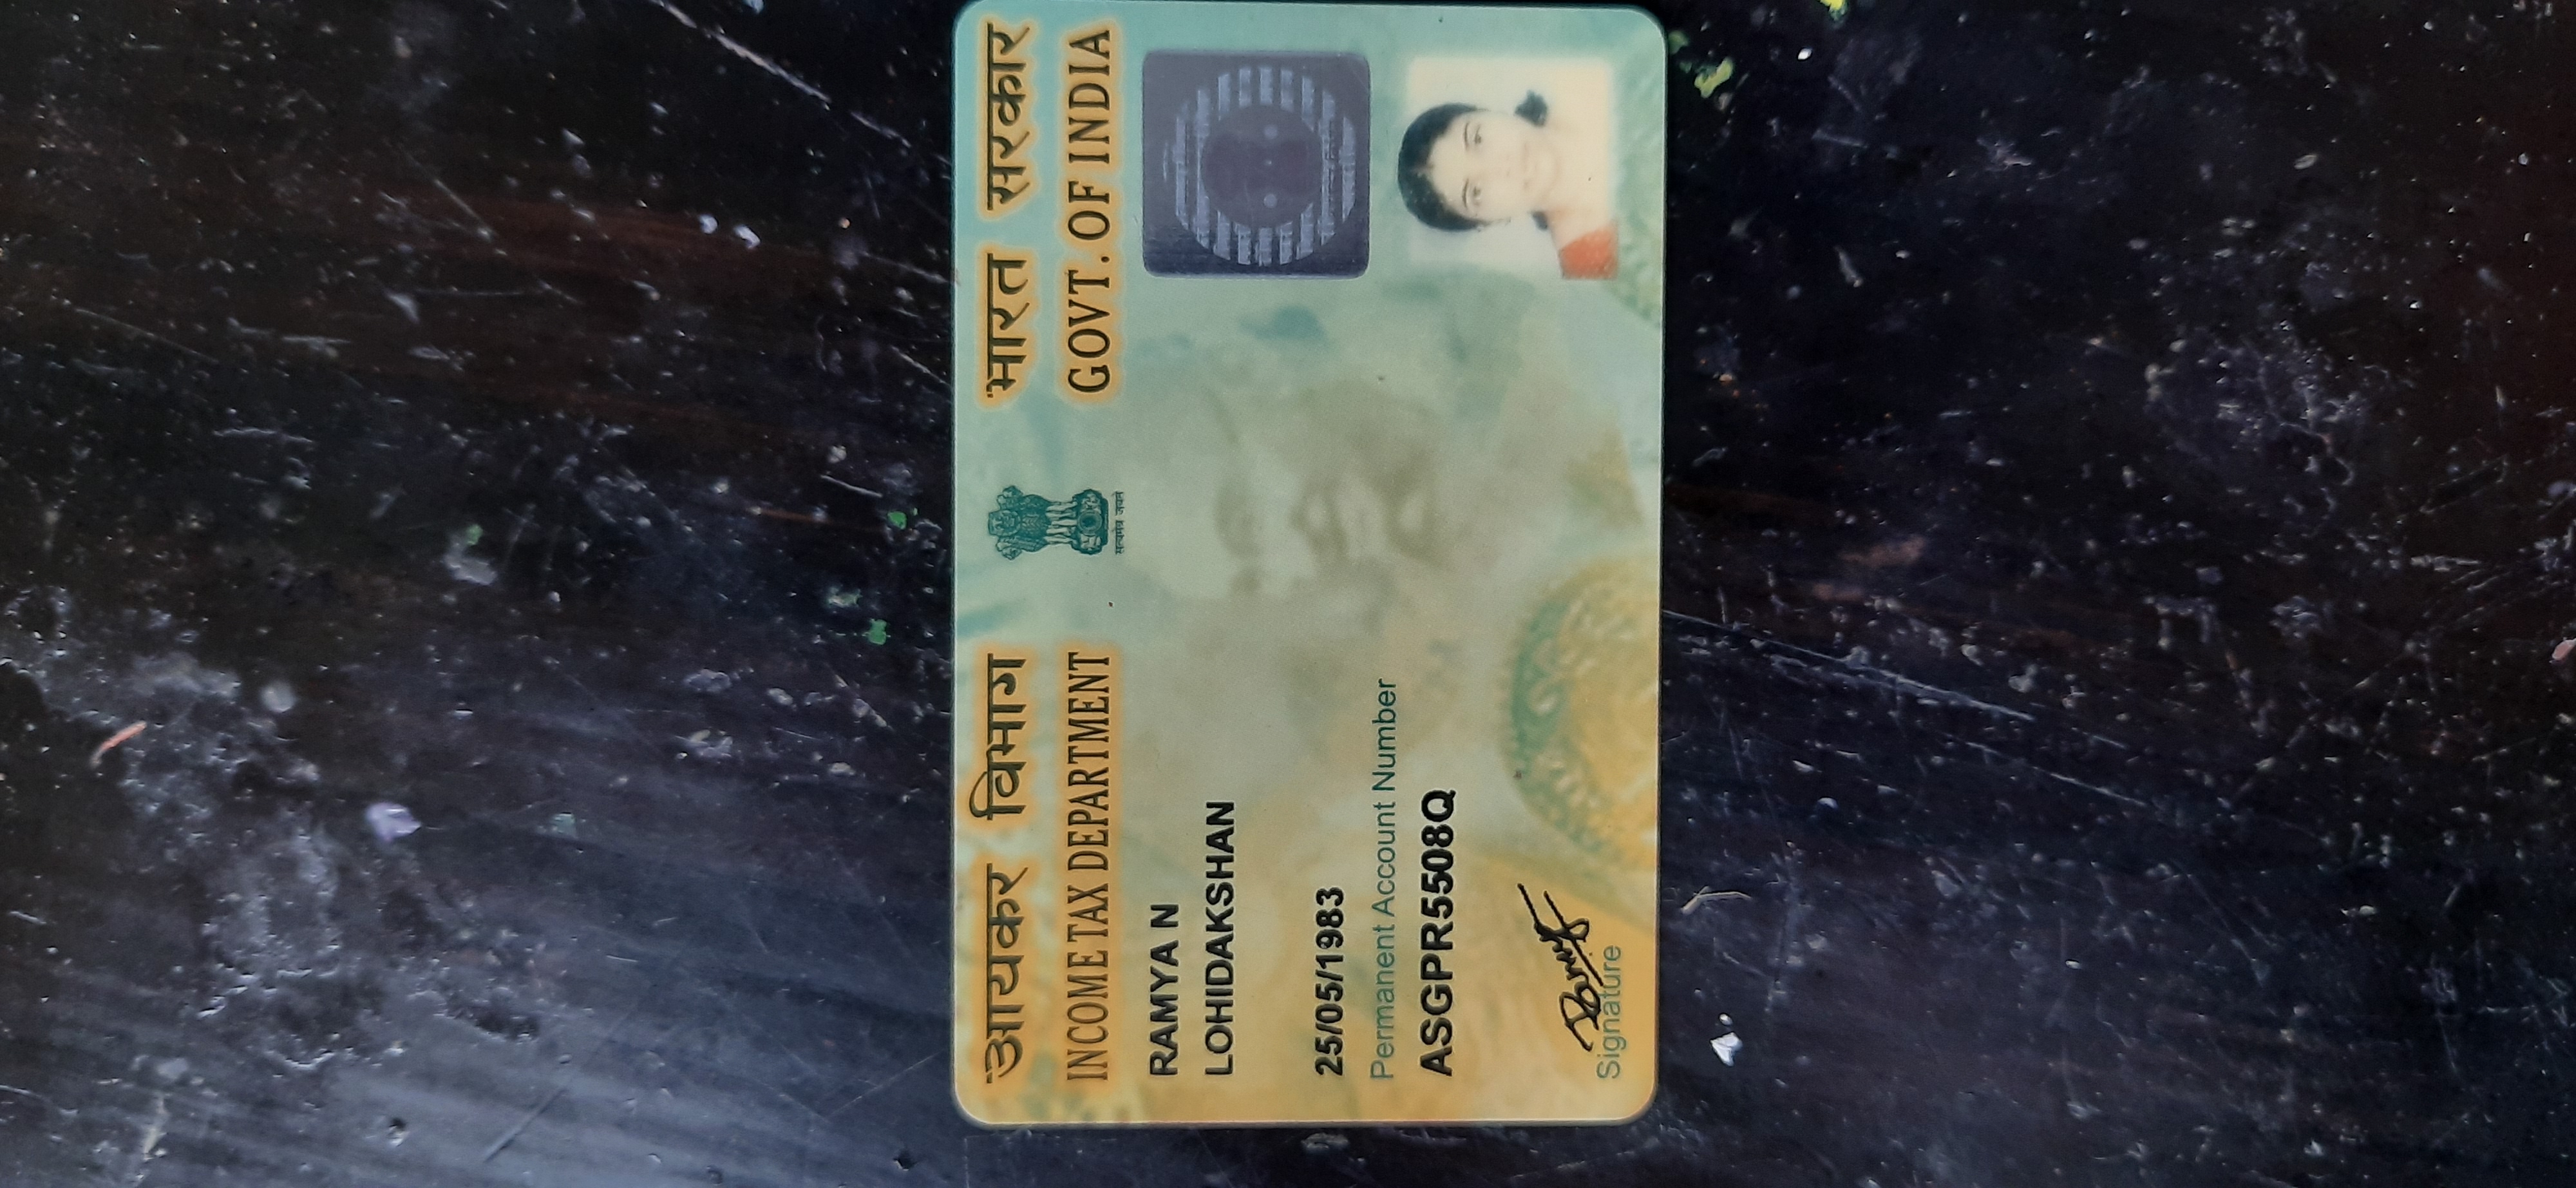 आयकर विभाग
INCOME TAX DEPARTMENT
भारत सरकार
GOVT. OF INDIA
सत्यमेव जयते
RAMYA N
LOHIDAKSHAN
25/05/1983
Permanent Account Number
ASGPR5508Q
Ramya
Signature